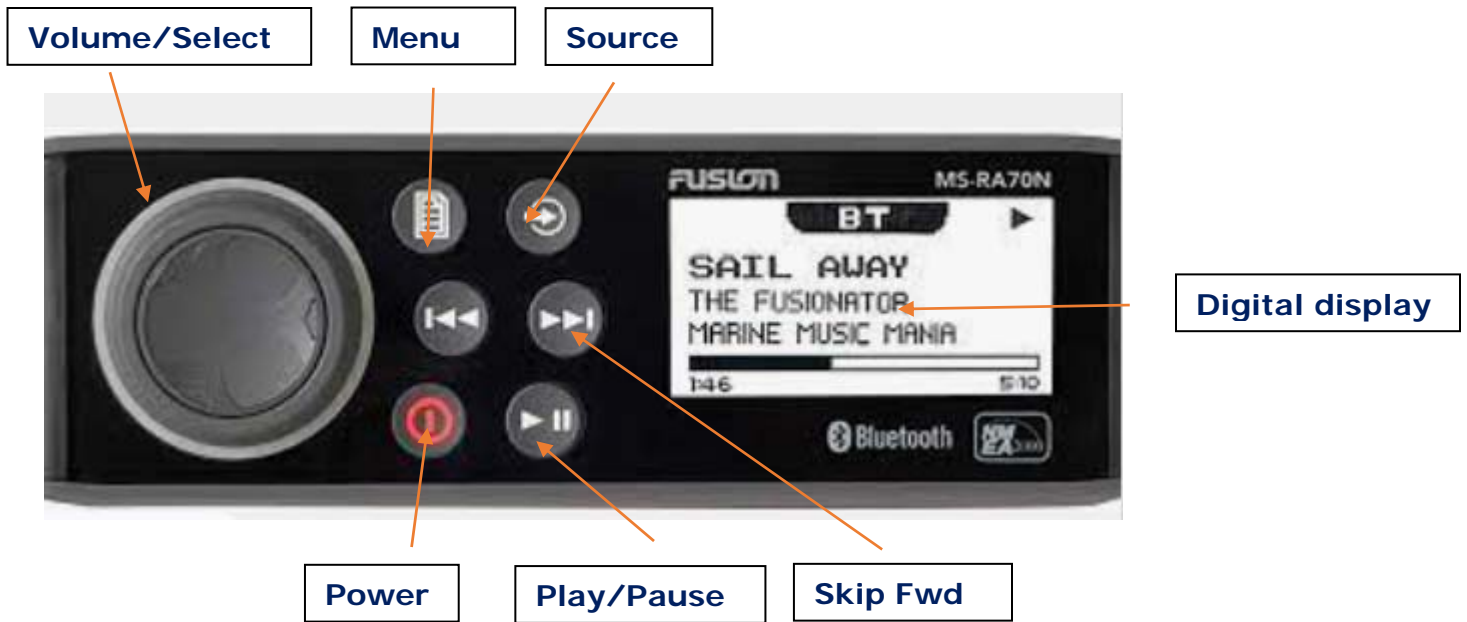 Volume/Select
Menu
Source
FUSION
MS-RA70N
BT
SAIL AWAY
THE FUSIONATOR
MARINE MUSIC MANIA
1:46
5:10
Bluetooth
Digital display
Power
Play/Pause
Skip Fwd